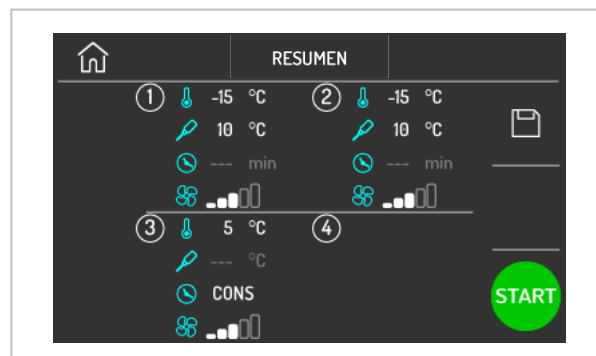 RESUMEN
1 -15 °C 2 -15 °C
10 °C 10 °C
--- min --- min
3 5 °C 4
--- °C
CONS
START